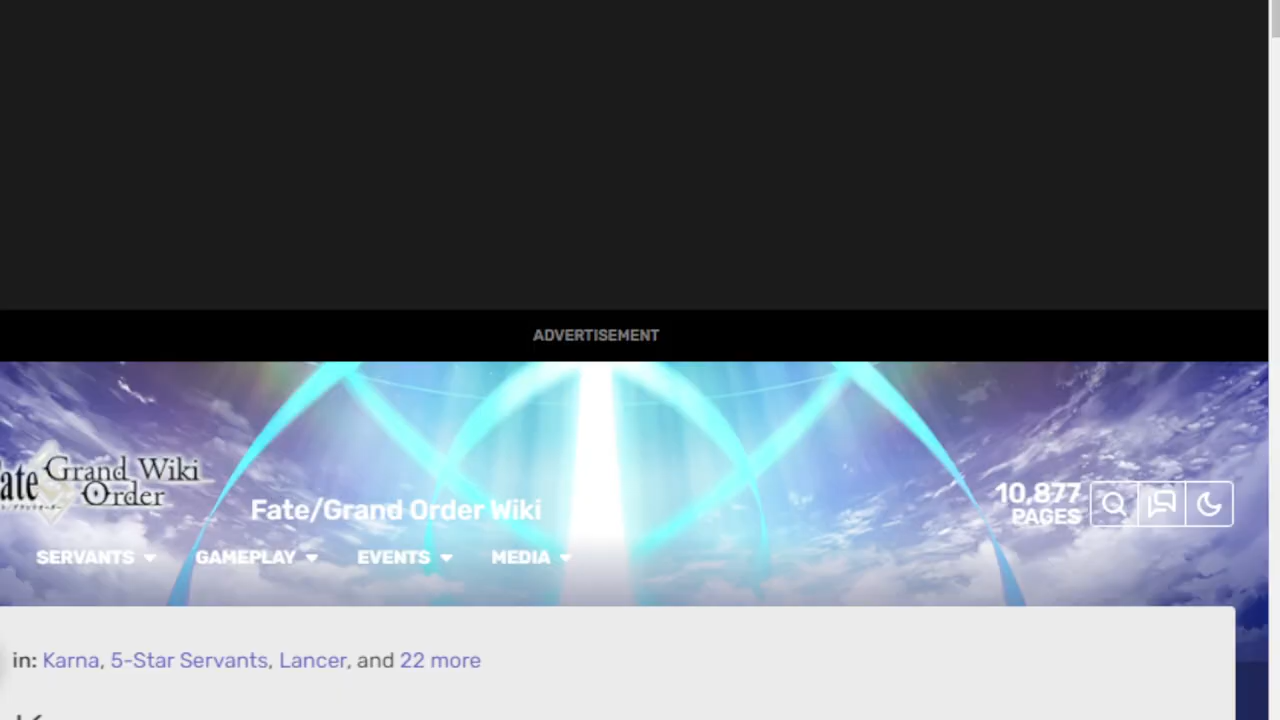 ADVERTISEMENT
ate Grand Wiki
Order
Fate/Grand Order Wiki
10,877
PAGES
SERVANTS GAMEPLAY EVENTS MEDIA
in: Karna, 5-Star Servants, Lancer, and 22 more